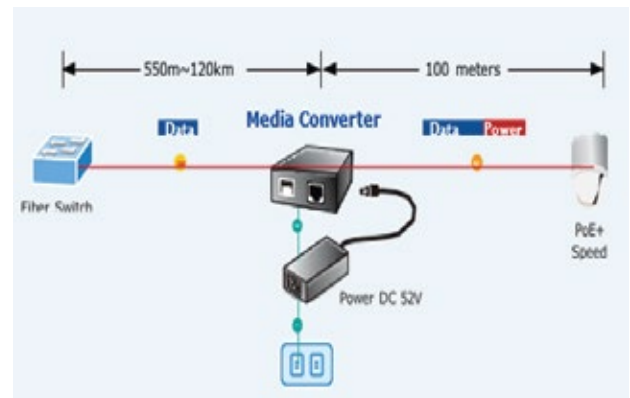 550m~120km
100 meters
Data
Media Converter
Data Power
Fiber Switch
PoE+
Speed
Power DC 52V